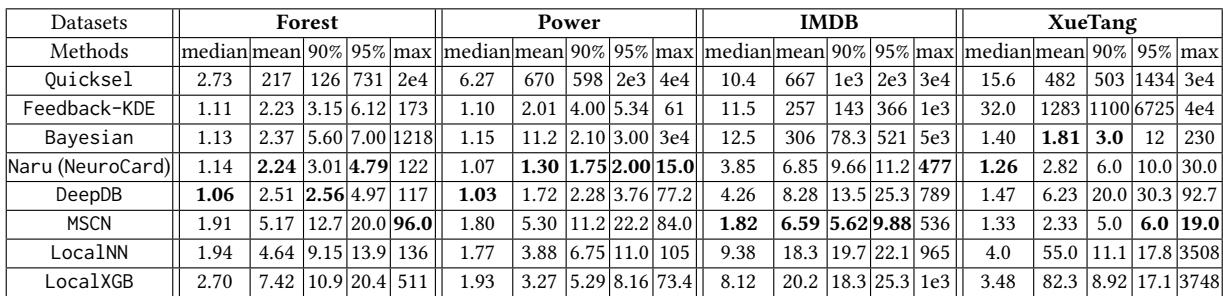 Datasets Forest Power IMDB XueTang
Methods median mean 90% 95% max median mean 90% 95% max median mean 90% 95% max median mean 90% 95% max
Quicksel 2.73 217 126 731 2e4 6.27 670 598 2e3 4e4 10.4 667 1e3 2e3 3e4 15.6 482 503 1434 3e4
Feedback-KDE 1.11 2.23 3.15 6.12 173 1.10 2.01 4.00 5.34 61 11.5 257 143 366 1e3 32.0 1283 1100 6725 4e4
Bayesian 1.13 2.37 5.60 7.00 1218 1.15 11.2 2.10 3.00 3e4 12.5 306 78.3 521 5e3 1.40 1.81 3.0 12 230
Naru(NeuroCard) 1.14 2.24 3.01 4.79 122 1.07 1.30 1.75 2.00 15.0 3.85 6.85 9.66 11.2 477 1.26 2.82 6.0 10.0 30.0
DeepDB 1.06 2.51 2.56 4.97 117 1.03 1.72 2.28 3.76 77.2 4.26 8.28 13.5 25.3 789 1.47 6.23 20.0 30.3 92.7
MSCN 1.91 5.17 12.7 20.0 96.0 1.80 5.30 11.2 22.2 84.0 1.82 6.59 5.62 9.88 536 1.33 2.33 5.0 6.0 19.0
LocalNN 1.94 4.64 9.15 13.9 136 1.77 3.88 6.75 11.0 105 9.38 18.3 19.7 22.1 965 4.0 55.0 11.1 17.8 3508
LocalXGB 2.70 7.42 10.9 20.4 511 1.93 3.27 5.29 8.16 73.4 8.12 20.2 18.3 25.3 1e3 3.48 82.3 8.92 17.1 3748